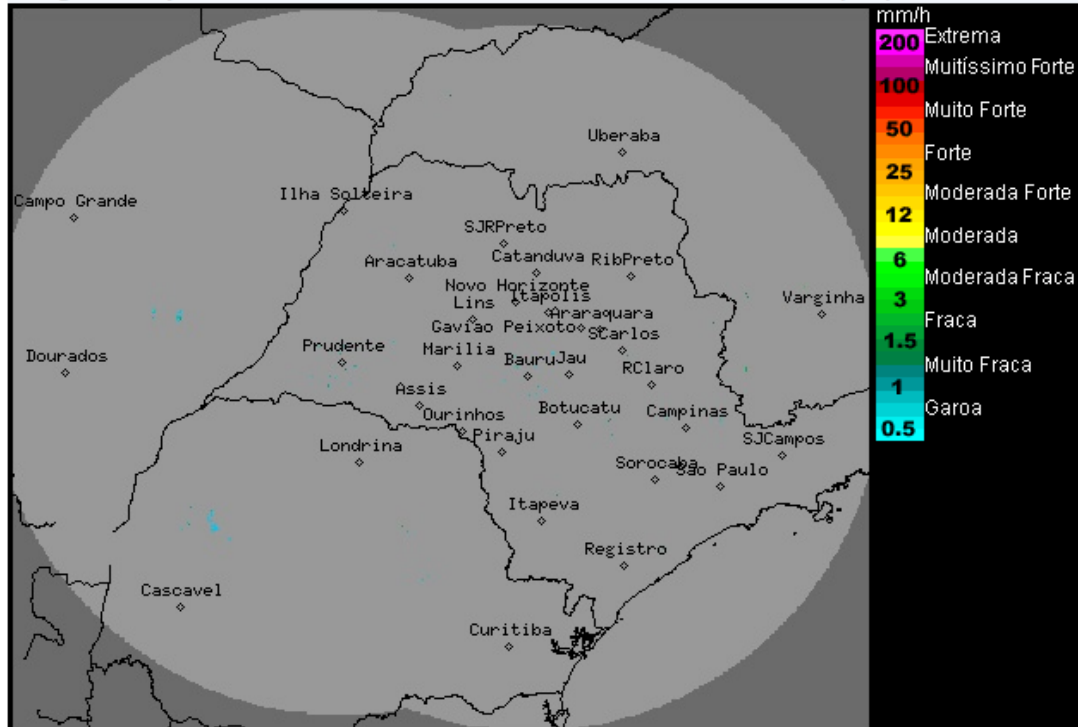 mm/h
200 Extrema
Muitíssimo Forte
100
Muito Forte
50
Forte
25
Moderada Forte
12
Moderada
6
Moderada Fraca
3
Fraca
1.5
Muito Fraca
1
Garoa
0.5
Uberaba
Ilha Solteira
Campo Grande
SJRPreto
Catanduva
RibPreto
Aracatuba
Novo Horizonte
Itapolis
Lins
Araraquara
Varginha
Gaviao Peixoto
SCarlos
Prudente
Marilia
Bauru
Jau
Dourados
RClaro
Assis
Ourinhos
Botucatu
Campinas
Piraju
SJCampos
Londrina
Sorocaba
Sao Paulo
Itapeva
Registro
Cascavel
Curitiba